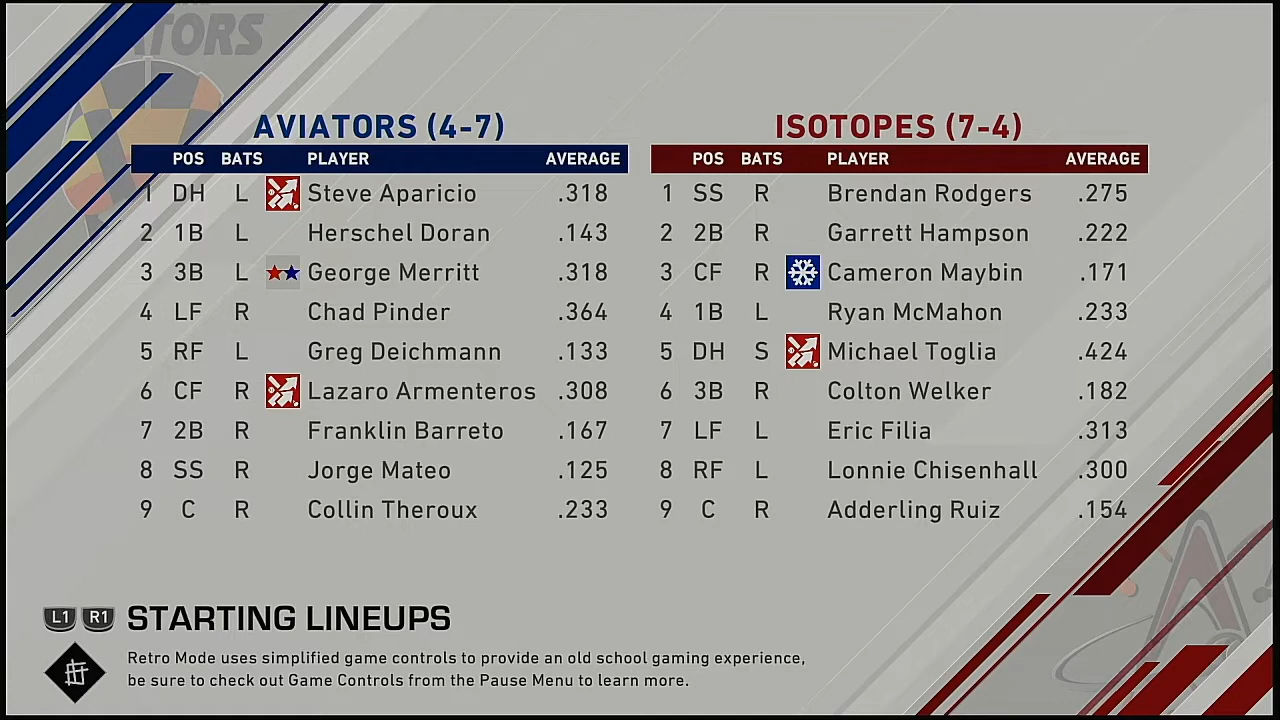 ATORS
AVIATORS (4-7)
POS BATS PLAYER AVERAGE
1 DH L Steve Aparicio .318
2 1B L Herschel Doran .143
3 3B L George Merritt .318
4 LF R Chad Pinder .364
5 RF L Greg Deichmann .133
6 CF R Lazaro Armenteros .308
7 2B R Franklin Barreto .167
8 SS R Jorge Mateo .125
9 C R Collin Theroux .233
ISOTOPES (7-4)
POS BATS PLAYER AVERAGE
1 SS R Brendan Rodgers .275
2 2B R Garrett Hampson .222
3 CF R Cameron Maybin .171
4 1B L Ryan McMahon .233
5 DH S Michael Toglia .424
6 3B R Colton Welker .182
7 LF L Eric Filia .313
8 RF L Lonnie Chisenhall .300
9 C R Adderling Ruiz .154
L1 R1 STARTING LINEUPS
Retro Mode uses simplified game controls to provide an old school gaming experience,
be sure to check out Game Controls from the Pause Menu to learn more.